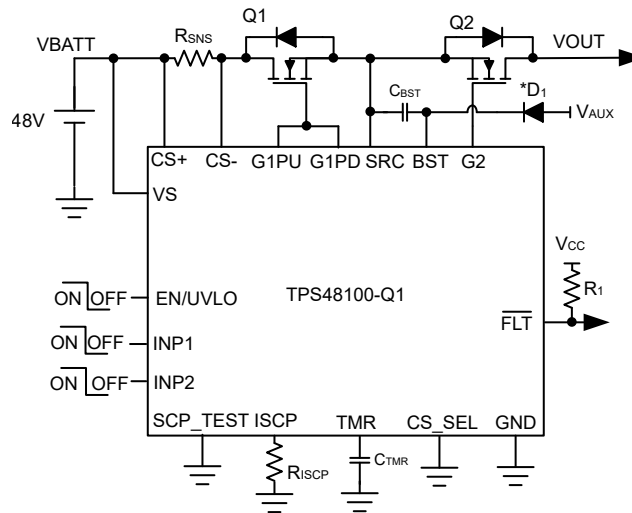 Q1
Q2
VBATT
RSNS
VOUT
CBST
*D1
VAUX
48V
CS+
CS-
G1PU
G1PD
SRC
BST
G2
VS
VCC
R1
ON
OFF
EN/UVLO
TPS48100-Q1
FLT
ON
OFF
INP1
ON
OFF
INP2
SCP_TEST
ISCP
TMR
CS_SEL
GND
RISCP
CTMR